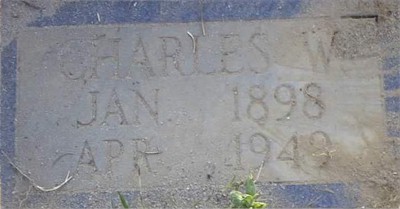 CHARLES W.
JAN. 1898
APR. 1949